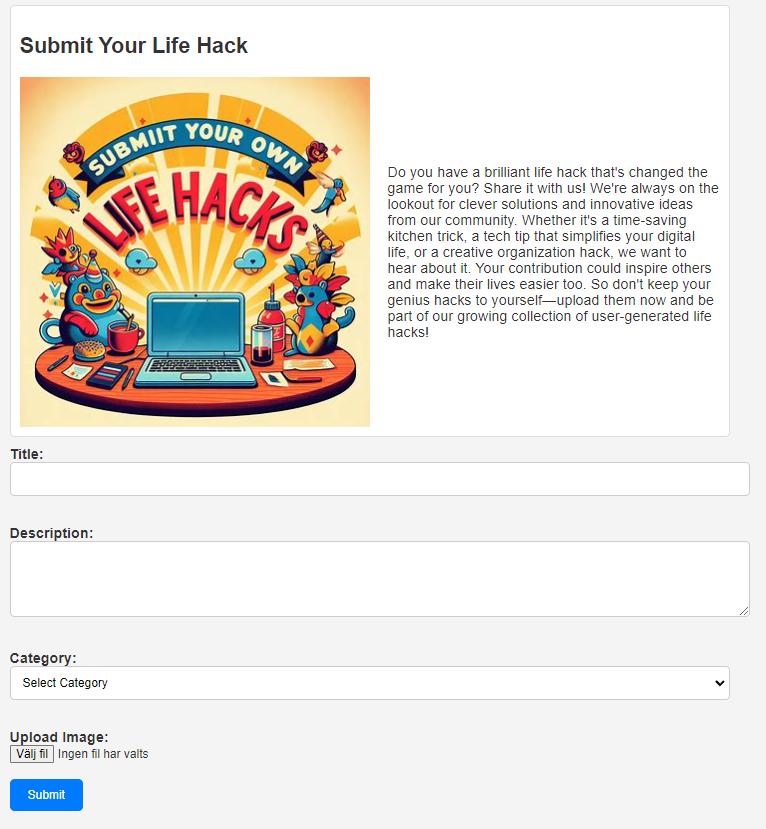 Submit Your Life Hack
SUBMIIT YOUR OWN
LIFE HACKS
Do you have a brilliant life hack that's changed the
game for you? Share it with us! We're always on the
lookout for clever solutions and innovative ideas
from our community. Whether it's a time-saving
kitchen trick, a tech tip that simplifies your digital
life, or a creative organization hack, we want to
hear about it. Your contribution could inspire others
and make their lives easier too. So don't keep your
genius hacks to yourself—upload them now and be
part of our growing collection of user-generated life
hacks!
Title:
Description:
Category:
Select Category
Upload Image:
Välj fil Ingen fil har valts
Submit